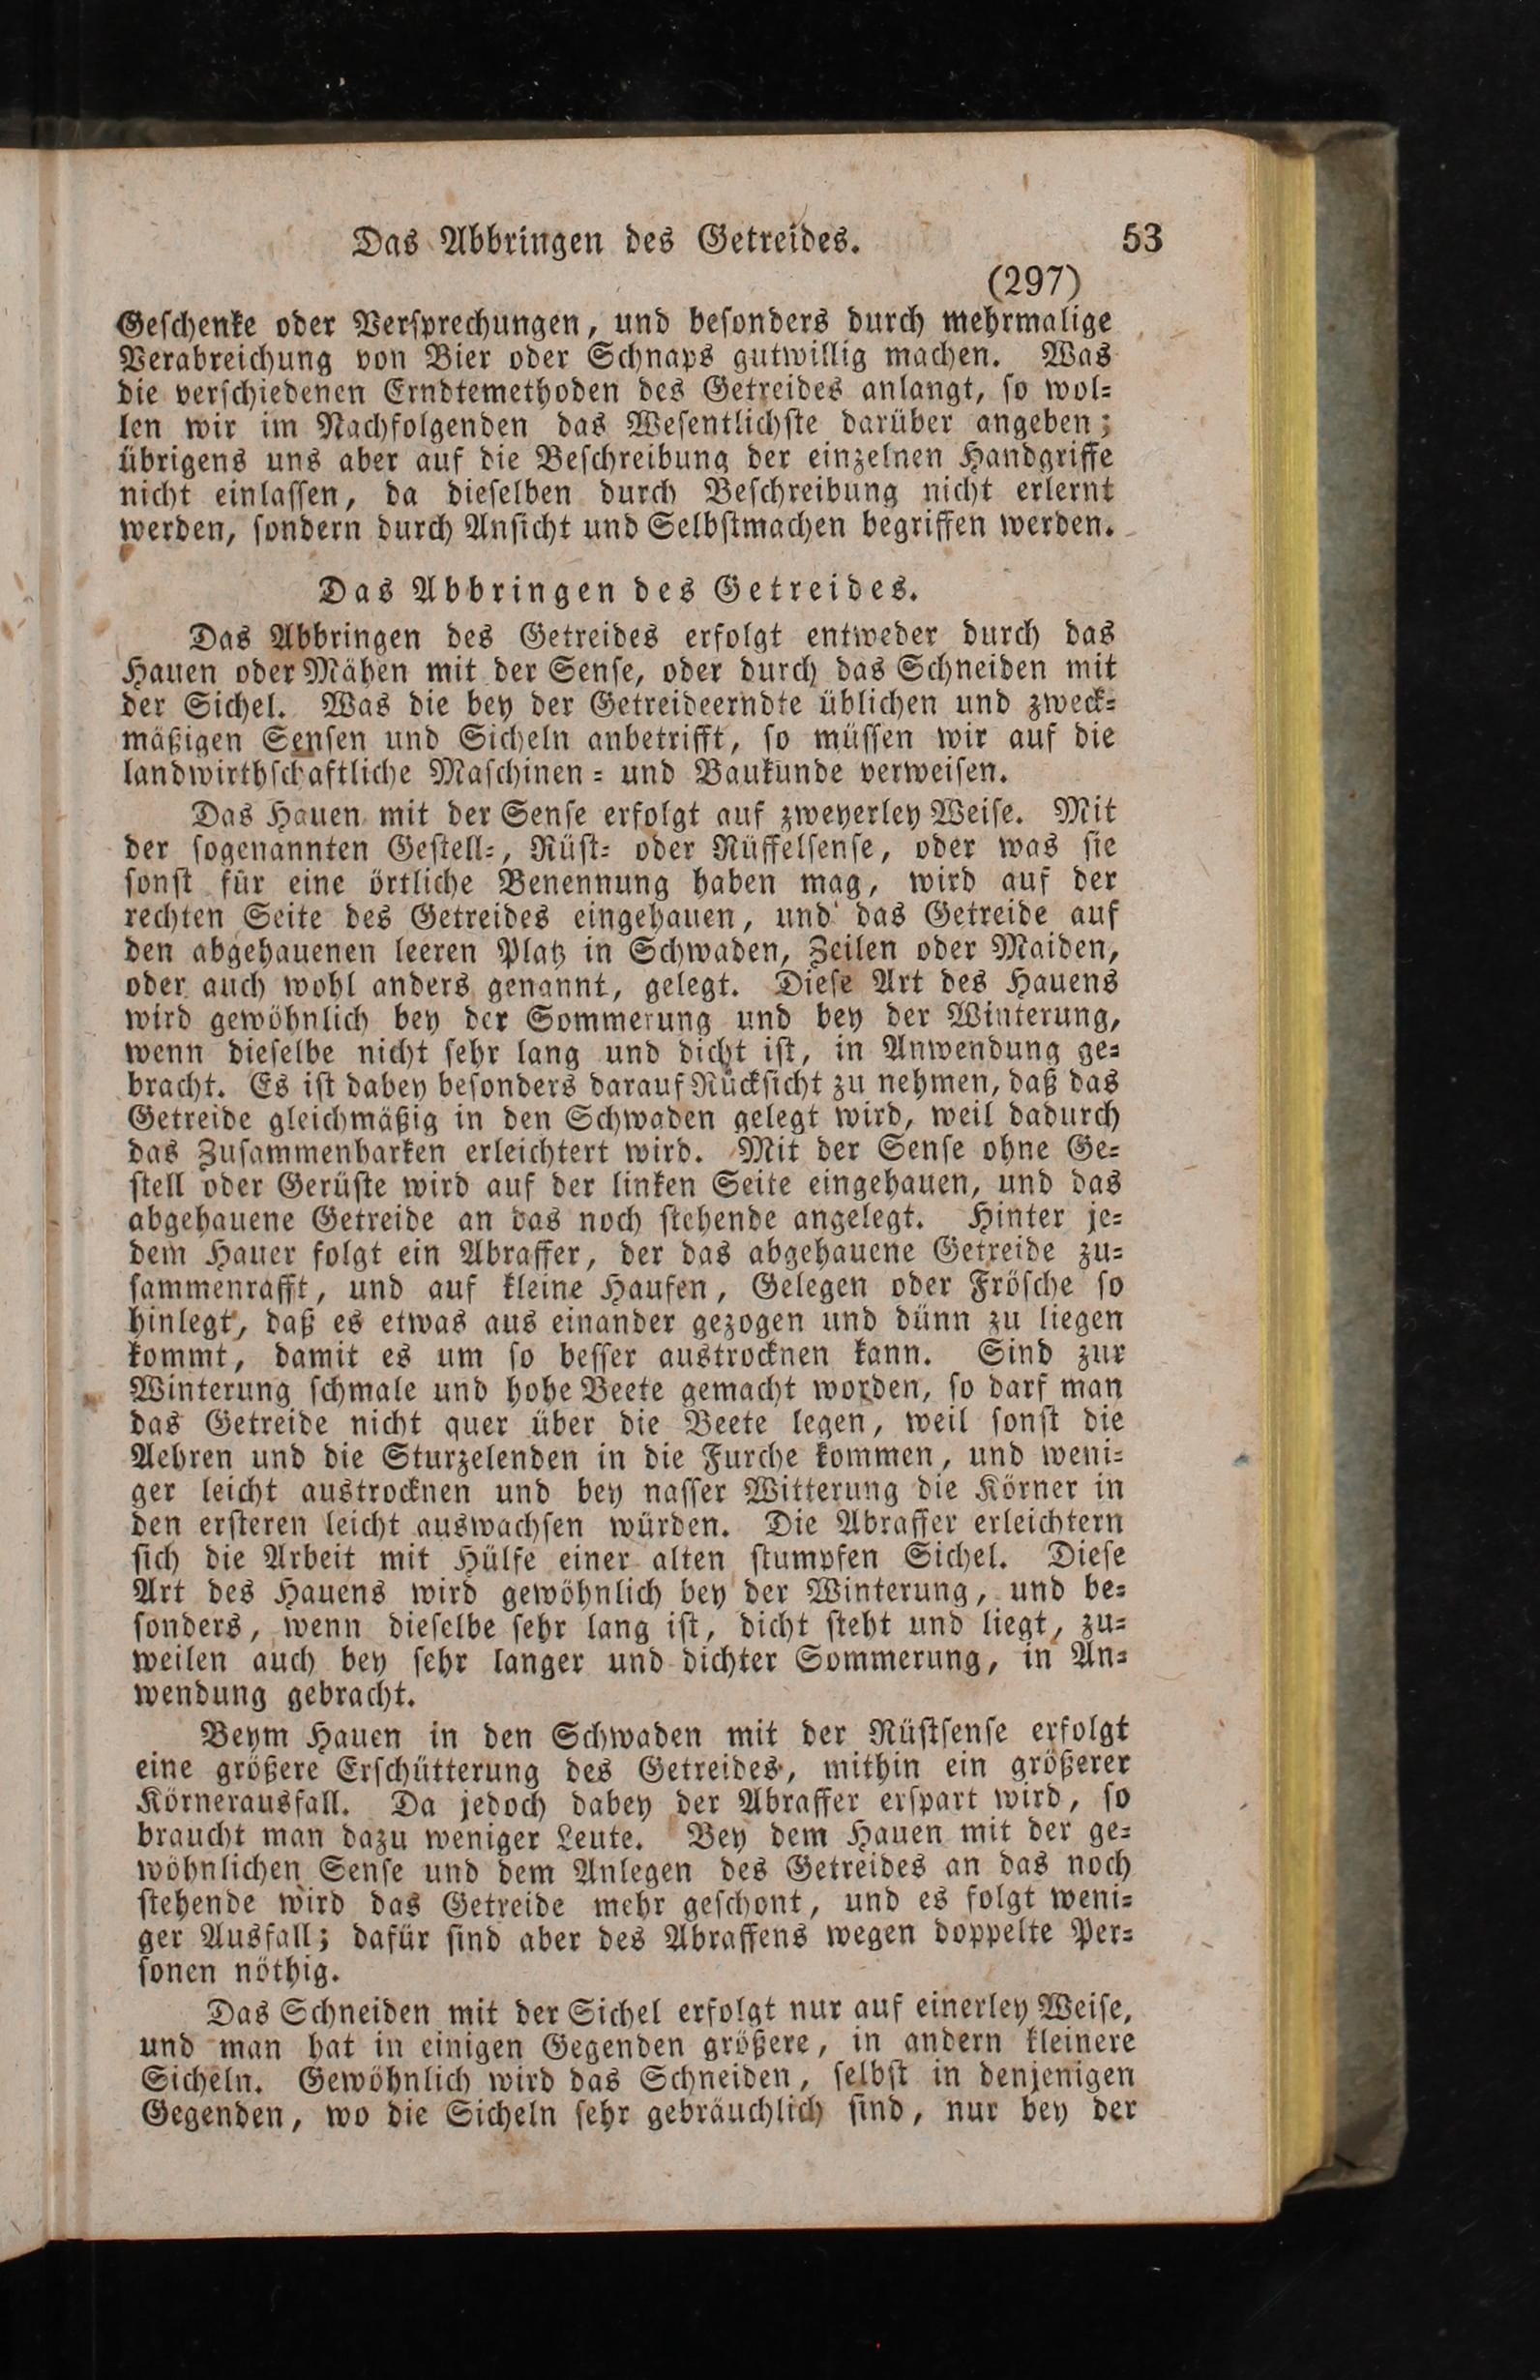 Das Abbringen des Getreides. 53
(297)
Geſchenke oder Verſprechungen, und beſonders durch mehrmalige
Verabreichung von Bier oder Schnaps gutwillig machen. Was
die verſchiedenen Erndtemethoden des Getreides anlangt, ſo wol⸗
len wir im Nachfolgenden das Weſentlichſte darüber angeben;
übrigens uns aber auf die Beſchreibung der einzelnen Handgriffe
nicht einlaſſen, da dieſelben durch Beſchreibung nicht erlernt
werden, ſondern durch Anſicht und Selbſtmachen begriffen werden.
Das Abbringen des Getreides.
Das Abbringen des Getreides erfolgt entweder durch das
Hauen oder Mähen mit der Senſe, oder durch das Schneiden mit
der Sichel. Was die bey der Getreideerndte üblichen und zweck⸗
mäßigen Senſen und Sicheln anbetrifft, ſo müſſen wir auf die
landwirthſchaftliche Maſchinen⸗ und Baukunde verweiſen.
Das Hauen mit der Senſe erfolgt auf zweyerley Weiſe. Mit
der ſogenannten Geſtell⸗, Rüſt⸗ oder Rüffelſenſe, oder was ſie
ſonſt für eine örtliche Benennung haben mag, wird auf der
rechten Seite des Getreides eingehauen, und das Getreide auf
den abgehauenen leeren Platz in Schwaden, Zeilen oder Maiden,
oder auch wohl anders genannt, gelegt. Dieſe Art des Hauens
wird gewöhnlich bey der Sommerung und bey der Winterung,
wenn dieſelbe nicht ſehr lang und dicht iſt, in Anwendung ge⸗
bracht. Es iſt dabey beſonders darauf Rückſicht zu nehmen, daß das
Getreide gleichmäßig in den Schwaden gelegt wird, weil dadurch
das Zuſammenharken erleichtert wird. Mit der Senſe ohne Ge⸗
ſtell oder Gerüſte wird auf der linken Seite eingehauen, und das
abgehauene Getreide an das noch ſtehende angelegt. Hinter je⸗
dem Hauer folgt ein Abraffer, der das abgehauene Getreide zu⸗
ſammenrafft, und auf kleine Haufen, Gelegen oder Fröſche ſo
hinlegt, daß es etwas aus einander gezogen und dünn zu liegen
kommt, damit es um ſo beſſer austrocknen kann. Sind zur
Winterung ſchmale und hohe Beete gemacht worden, ſo darf man
das Getreide nicht quer über die Beete legen, weil ſonſt die
Aehren und die Sturzelenden in die Furche kommen, und weni⸗
ger leicht austrocknen und bey naſſer Witterung die Körner in
den erſteren leicht auswachſen würden. Die Abraffer erleichtern
ſich die Arbeit mit Hülfe einer alten ſtumpfen Sichel. Dieſe
Art des Hauens wird gewöhnlich bey der Winterung, und be⸗
ſonders, wenn dieſelbe ſehr lang iſt, dicht ſteht und liegt, zu⸗
weilen auch bey ſehr langer und dichter Sommerung, in An⸗
wendung gebracht.
Beym Hauen in den Schwaden mit der Rüſtſenſe erfolgt
eine größere Erſchütterung des Getreides, mithin ein größerer
Körnerausfall. Da jedoch dabey der Abraffer erſpart wird, ſo
braucht man dazu weniger Leute. Bey dem Hauen mit der ge⸗
wöhnlichen Senſe und dem Anlegen des Getreides an das noch
ſtehende wird das Getreide mehr geſchont, und es folgt weni⸗
ger Ausfall; dafür ſind aber des Abraffens wegen doppelte Per⸗
ſonen nöthig.
Das Schneiden mit der Sichel erfolgt nur auf einerley Weiſe,
und man hat in einigen Gegenden größere, in andern kleinere
Sicheln. Gewöhnlich wird das Schneiden, ſelbſt in denjenigen
Gegenden, wo die Sicheln ſehr gebräuchlich ſind, nur bey der